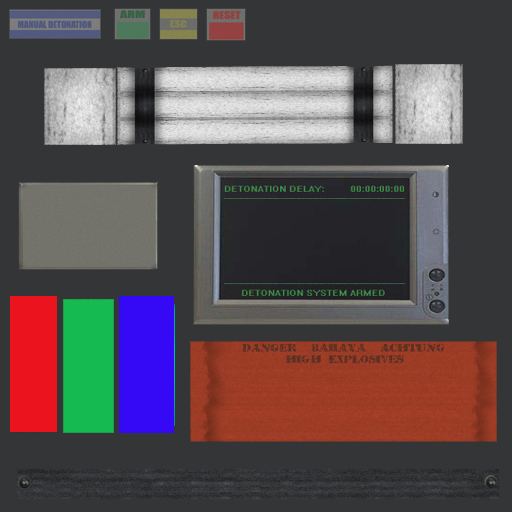 MANUAL DETONATION
ARM
ESC
RESET
DETONATION DELAY: 00:00:00:00
DETONATION SYSTEM ARMED
DANGER BAHAYA ACHTUNG
HIGH EXPLOSIVES